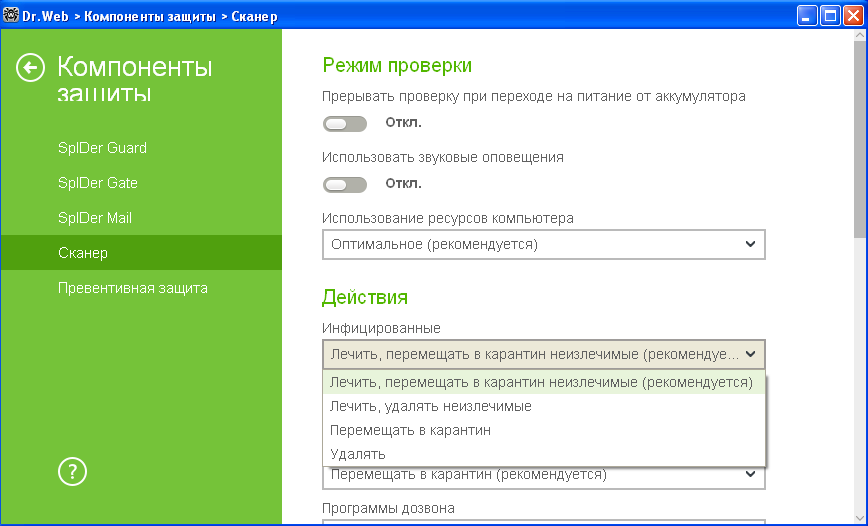 Dr.Web > Компоненты защиты > Сканер
Компоненты
защиты
SpIDer Guard
SpIDer Gate
SpIDer Mail
Сканер
Превентивная защита
?
Режим проверки
Прерывать проверку при переходе на питание от аккумулятора
Откл.
Использовать звуковые оповещения
Откл.
Использование ресурсов компьютера
Оптимальное (рекомендуется)
Действия
Инфицированные
Лечить, перемещать в карантин неизлечимые (рекомендуе...
Лечить, перемещать в карантин неизлечимые (рекомендуется)
Лечить, удалять неизлечимые
Перемещать в карантин
Удалять
Перемещать в карантин (рекомендуется)
Программы дозвона